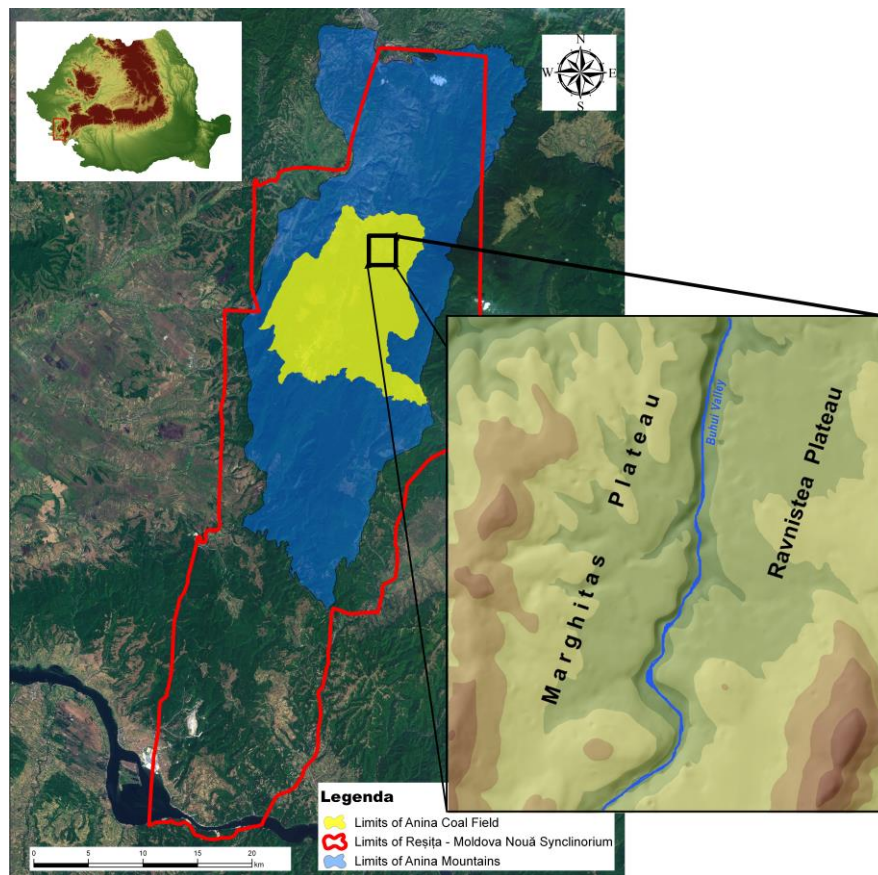 N
W E
S
Buhui Valley
Marghitas Plateau
Ravnistea Plateau
Legenda
Limits of Anina Coal Field
Limits of Reșița - Moldova Nouă Synclinorium
Limits of Anina Mountains
0 5 10 15 20
km